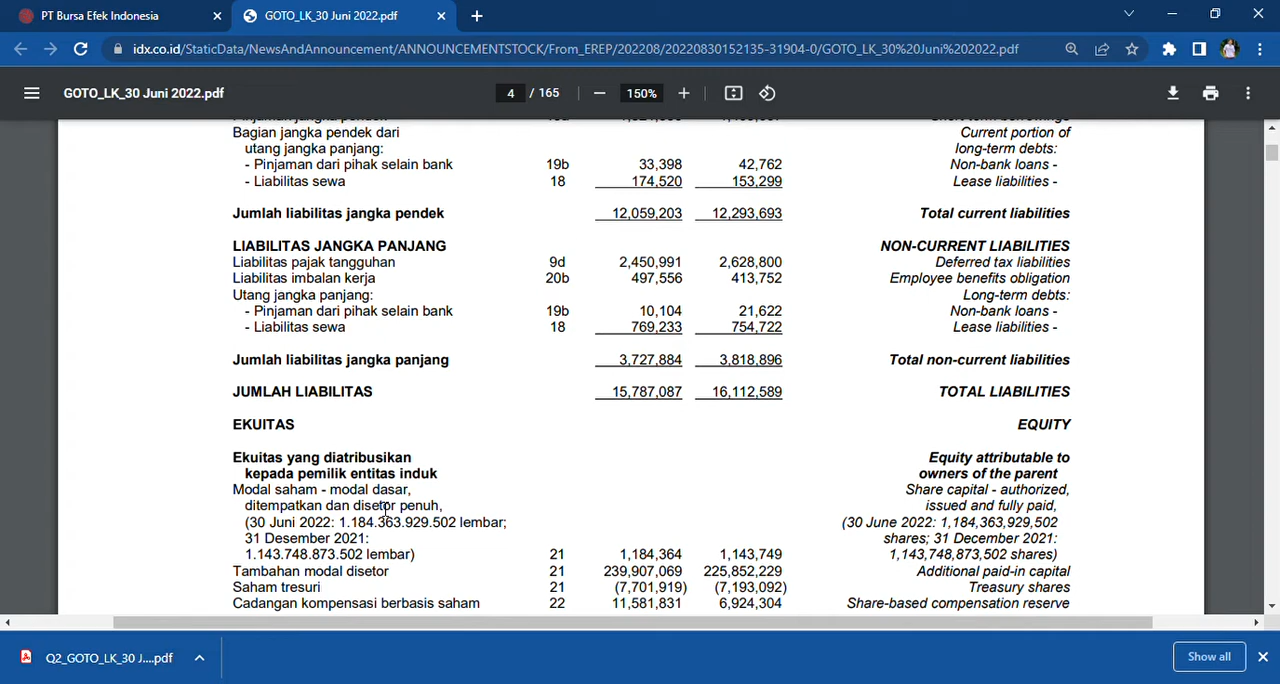 PT Bursa Efek Indonesia
GOTO_LK_30 Juni 2022.pdf
idx.co.id/StaticData/NewsAndAnnouncement/ANNOUNCEMENTSTOCK/From_EREP/202208/20220830152135-31904-0/GOTO_LK_30%20Juni%202022.pdf
GOTO_LK_30 Juni 2022.pdf 4 / 165 150%
Bagian jangka pendek dari Current portion of
utang jangka panjang: long-term debts:
- Pinjaman dari pihak selain bank 19b 33,398 42,762 Non-bank loans -
- Liabilitas sewa 18 174,520 153,299 Lease liabilities -
Jumlah liabilitas jangka pendek 12,059,203 12,293,693 Total current liabilities
LIABILITAS JANGKA PANJANG NON-CURRENT LIABILITIES
Liabilitas pajak tangguhan 9d 2,450,991 2,628,800 Deferred tax liabilities
Liabilitas imbalan kerja 20b 497,556 413,752 Employee benefits obligation
Utang jangka panjang: Long-term debts:
- Pinjaman dari pihak selain bank 19b 10,104 21,622 Non-bank loans -
- Liabilitas sewa 18 769,233 754,722 Lease liabilities -
Jumlah liabilitas jangka panjang 3,727,884 3,818,896 Total non-current liabilities
JUMLAH LIABILITAS 15,787,087 16,112,589 TOTAL LIABILITIES
EKUITAS EQUITY
Ekuitas yang diatribusikan Equity attributable to
kepada pemilik entitas induk owners of the parent
Modal saham - modal dasar, Share capital - authorized,
ditempatkan dan disetor penuh, issued and fully paid,
(30 Juni 2022: 1.184.363.929.502 lembar; (30 June 2022: 1,184,363,929,502
31 Desember 2021: shares; 31 December 2021:
1.143.748.873.502 lembar) 21 1,184,364 1,143,749 1,143,748,873,502 shares)
Tambahan modal disetor 21 239,907,069 225,852,229 Additional paid-in capital
Saham tresuri 21 (7,701,919) (7,193,092) Treasury shares
Cadangan kompensasi berbasis saham 22 11,581,831 6,924,304 Share-based compensation reserve
Q2_GOTO_LK_30 J....pdf
Show all